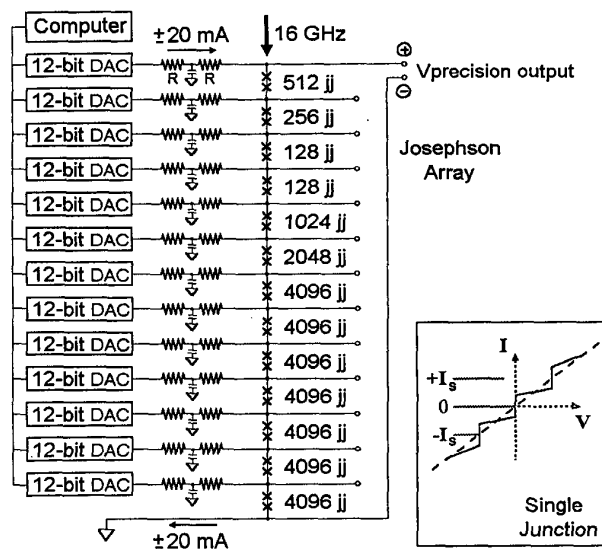 Computer
±20 mA
16 GHz
12-bit DAC
R R
Vprecision output
512 jj
12-bit DAC
256 jj
12-bit DAC
128 jj
Josephson
Array
12-bit DAC
128 jj
12-bit DAC
1024 jj
12-bit DAC
2048 jj
12-bit DAC
4096 jj
12-bit DAC
4096 jj
12-bit DAC
4096 jj
12-bit DAC
4096 jj
12-bit DAC
4096 jj
12-bit DAC
4096 jj
12-bit DAC
4096 jj
±20 mA
I
+Is
0
V
-Is
Single
Junction